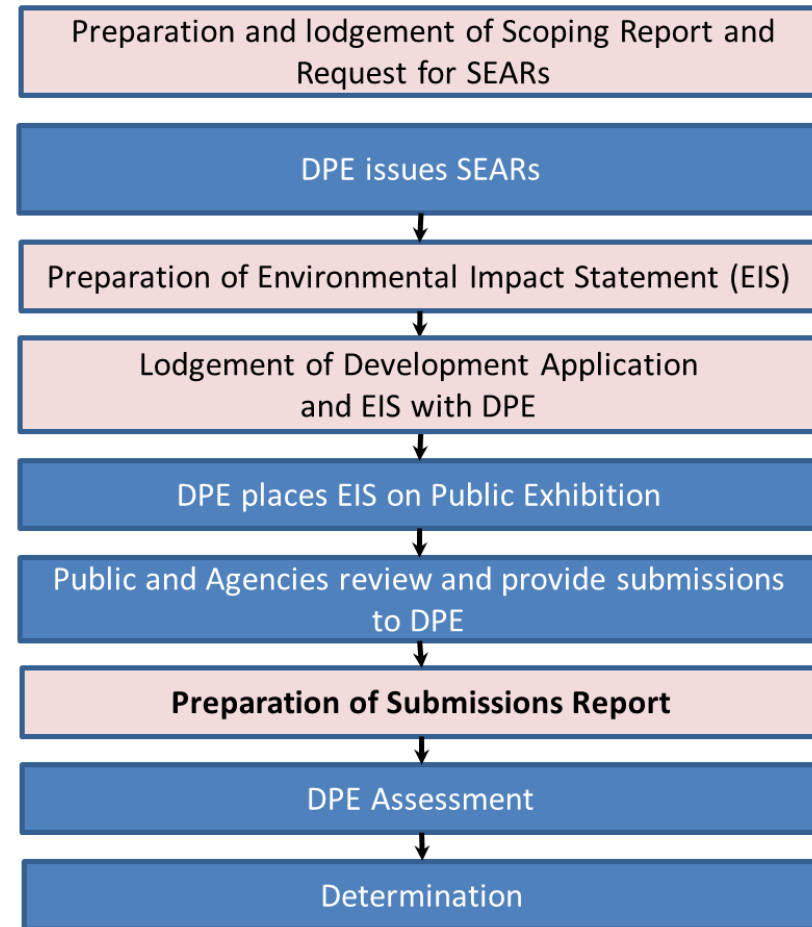 Preparation and lodgement of Scoping Report and
Request for SEARs
DPE issues SEARs
Preparation of Environmental Impact Statement (EIS)
Lodgement of Development Application
and EIS with DPE
DPE places EIS on Public Exhibition
Public and Agencies review and provide submissions
to DPE
Preparation of Submissions Report
DPE Assessment
Determination